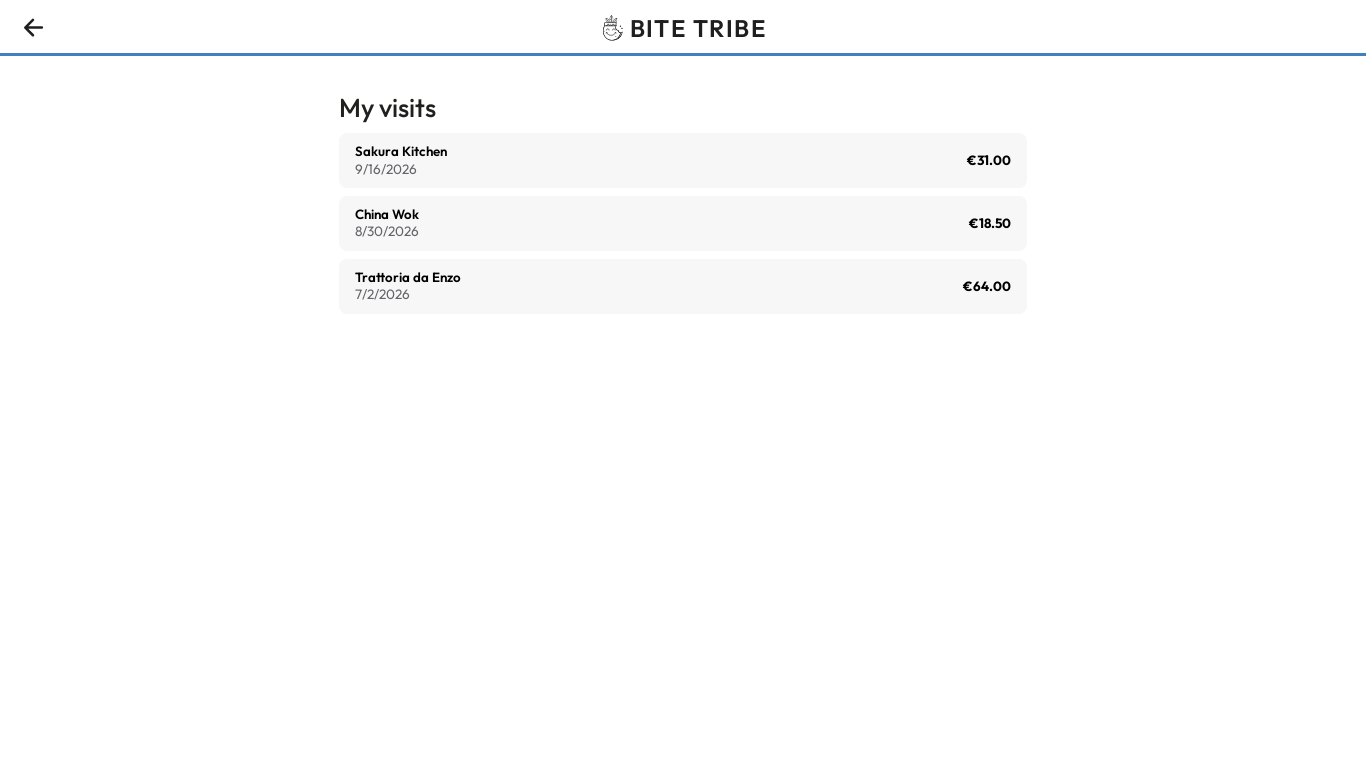 BITE TRIBE
My visits
Sakura Kitchen
9/16/2026
€31.00
China Wok
8/30/2026
€18.50
Trattoria da Enzo
7/2/2026
€64.00